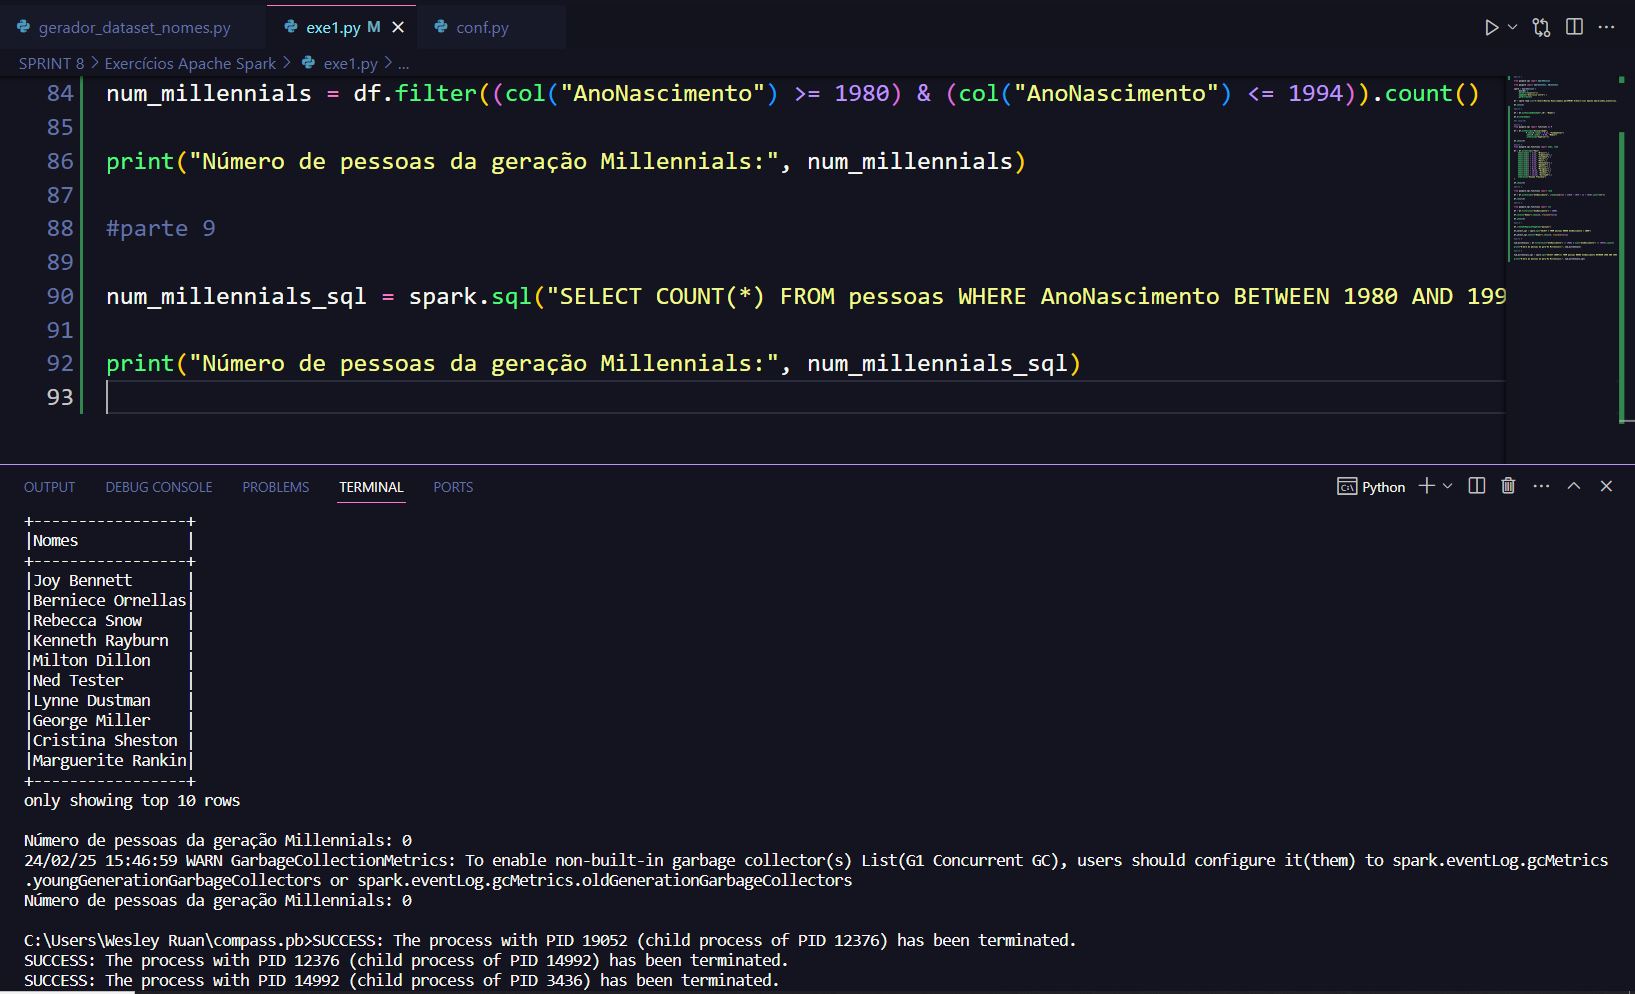 gerador_dataset_nomes.py exe1.py M conf.py
SPRINT 8 > Exercícios Apache Spark > exe1.py > ...
84 num_millennials = df.filter((col("AnoNascimento") >= 1980) & (col("AnoNascimento") <= 1994)).count()
85
86 print("Número de pessoas da geração Millennials:", num_millennials)
87
88 #parte 9
89
90 num_millennials_sql = spark.sql("SELECT COUNT(*) FROM pessoas WHERE AnoNascimento BETWEEN 1980 AND 199
91
92 print("Número de pessoas da geração Millennials:", num_millennials_sql)
93
OUTPUT DEBUG CONSOLE PROBLEMS TERMINAL PORTS Python
+-----------------+
|Nomes            |
+-----------------+
|Joy Bennett      |
|Berniece Ornellas|
|Rebecca Snow     |
|Kenneth Rayburn  |
|Milton Dillon    |
|Ned Tester       |
|Lynne Dustman    |
|George Miller    |
|Cristina Sheston |
|Marguerite Rankin|
+-----------------+
only showing top 10 rows
Número de pessoas da geração Millennials: 0
24/02/25 15:46:59 WARN GarbageCollectionMetrics: To enable non-built-in garbage collector(s) List(G1 Concurrent GC), users should configure it(them) to spark.eventLog.gcMetrics
.youngGenerationGarbageCollectors or spark.eventLog.gcMetrics.oldGenerationGarbageCollectors
Número de pessoas da geração Millennials: 0
C:\Users\Wesley Ruan\compass.pb>SUCCESS: The process with PID 19052 (child process of PID 12376) has been terminated.
SUCCESS: The process with PID 12376 (child process of PID 14992) has been terminated.
SUCCESS: The process with PID 14992 (child process of PID 3436) has been terminated.